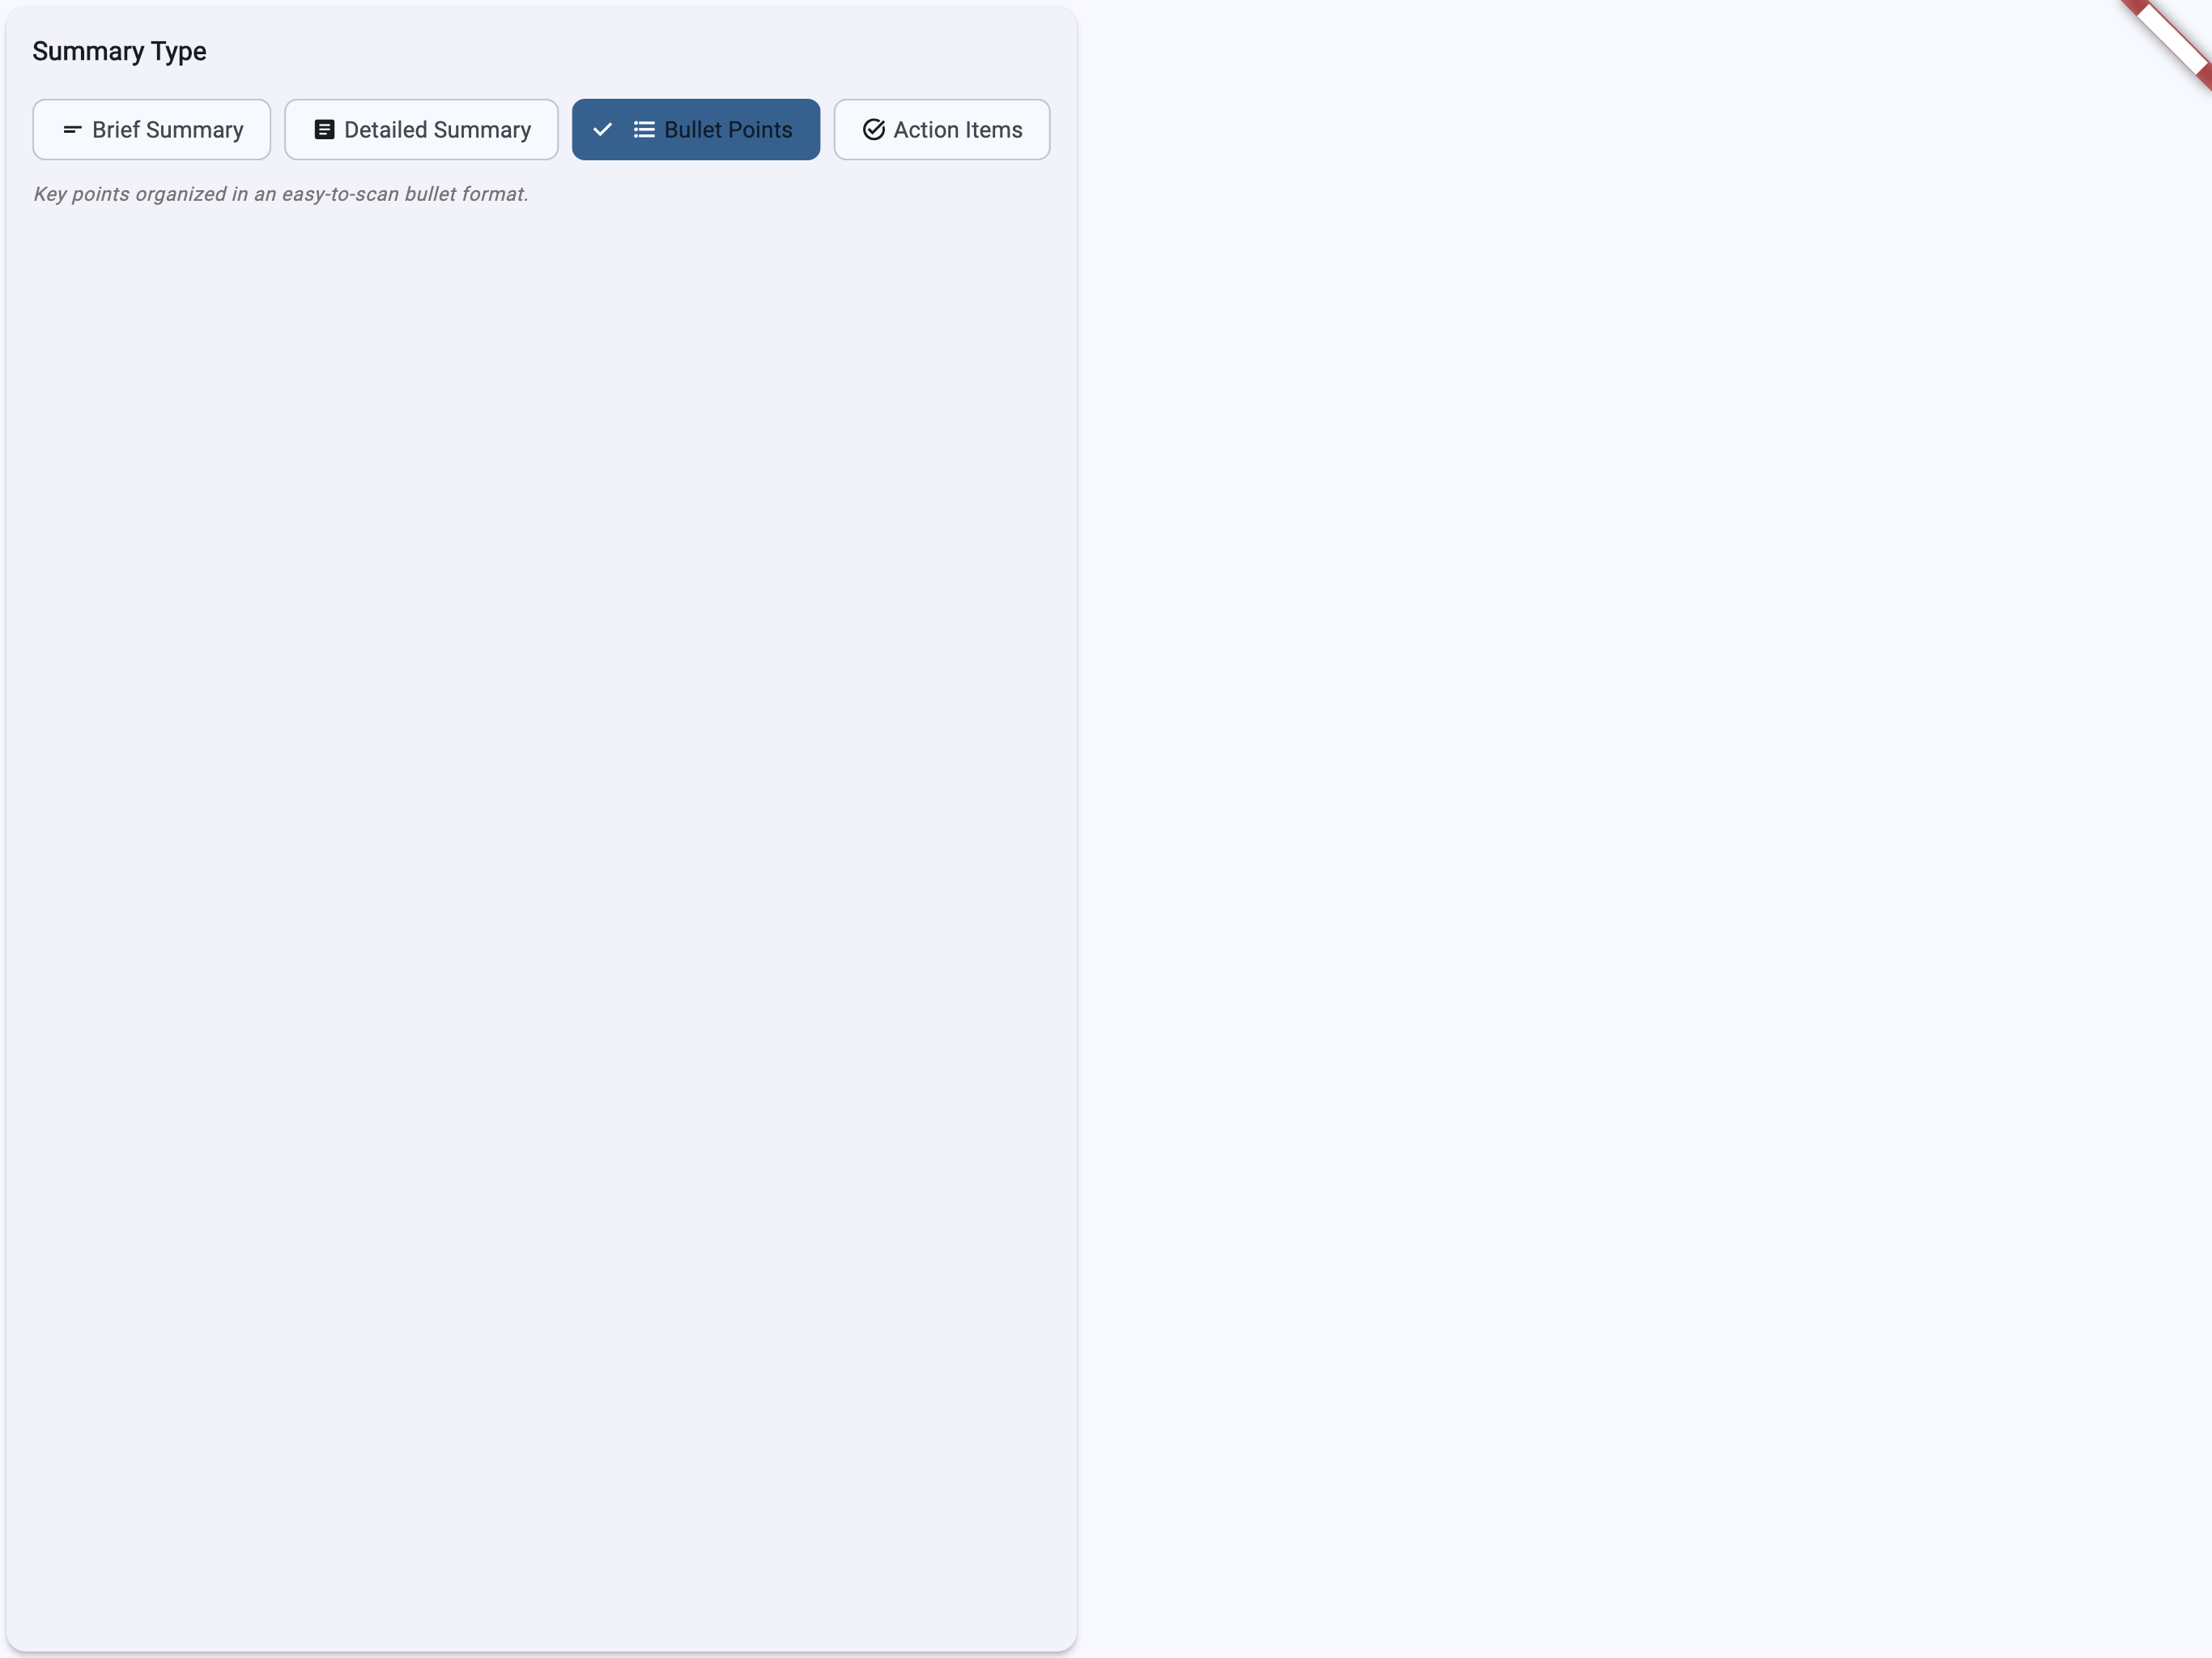 Summary Type
Brief Summary Detailed Summary Bullet Points Action Items
Key points organized in an easy-to-scan bullet format.